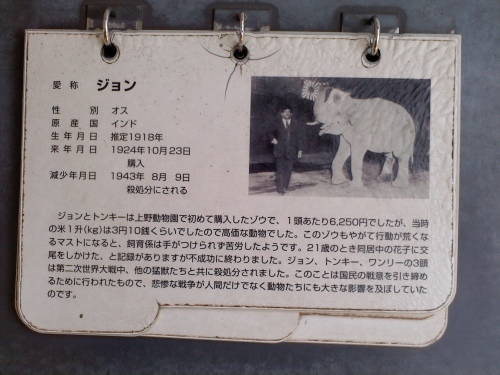 愛称 ジョン
性別 オス
原産国 インド
生年月日 推定1918年
来年月日 1924年10月23日
購入
減少年月日 1943年 8月 9日
殺処分にされる
ジョンとトンキーは上野動物園で初めて購入したゾウで、1頭あたり6,250円でしたが、当時
の米1升(kg)は3円10銭くらいでしたので高価な動物でした。このゾウもやがて行動が荒くな
るマストになると、飼育係は手がつけられず苦労したようです。21歳のとき同居中の花子に交
尾をしかけた、と記録がありますが不成功に終わりました。ジョン、トンキー、ワンリーの3頭
は第二次世界大戦中、他の猛獣たちと共に殺処分されました。このことは国民の戦意を引き締め
るために行われたもので、悲惨な戦争が人間だけでなく動物たちにも大きな影響を及ぼしていた
のです。